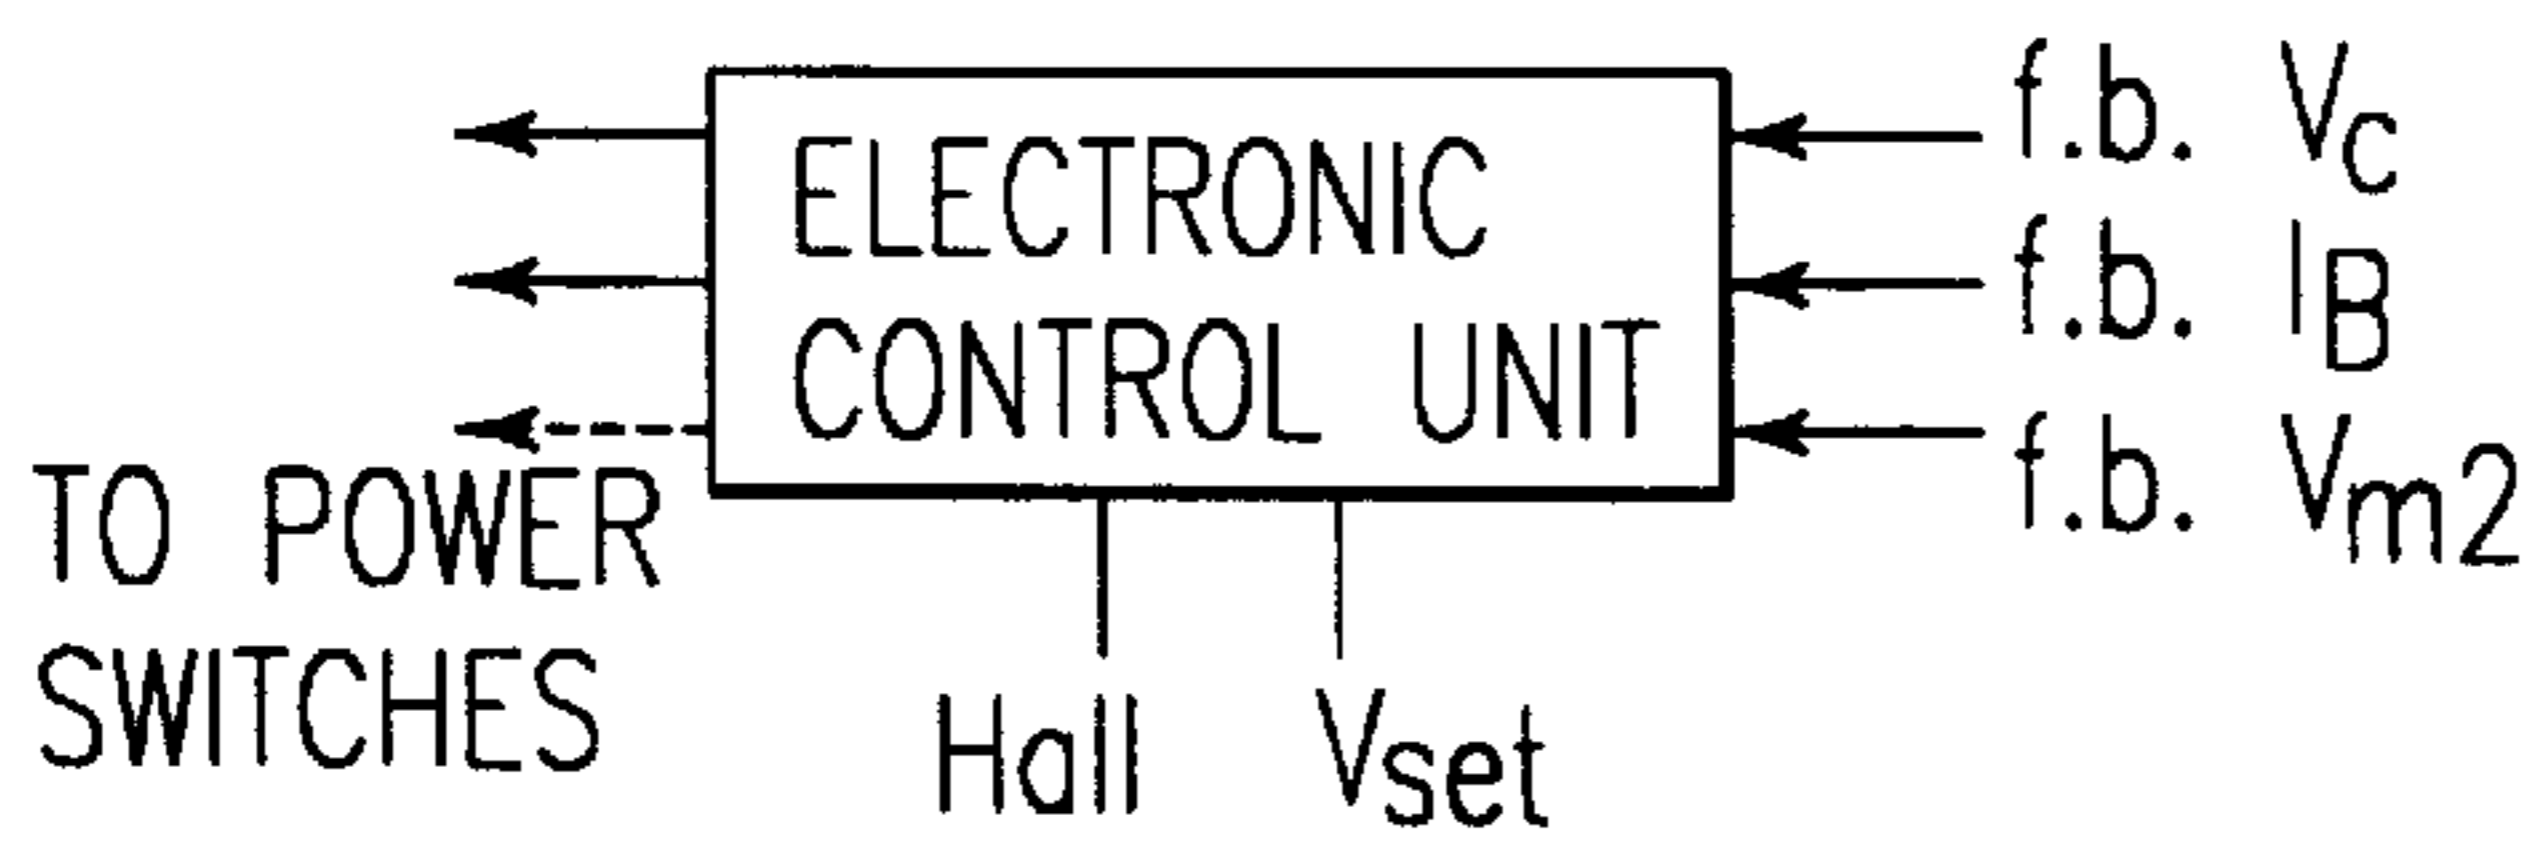 ELECTRONIC
CONTROL UNIT
f.b. Vc
f.b. IB
f.b. Vm2
TO POWER
SWITCHES
Hall
Vset